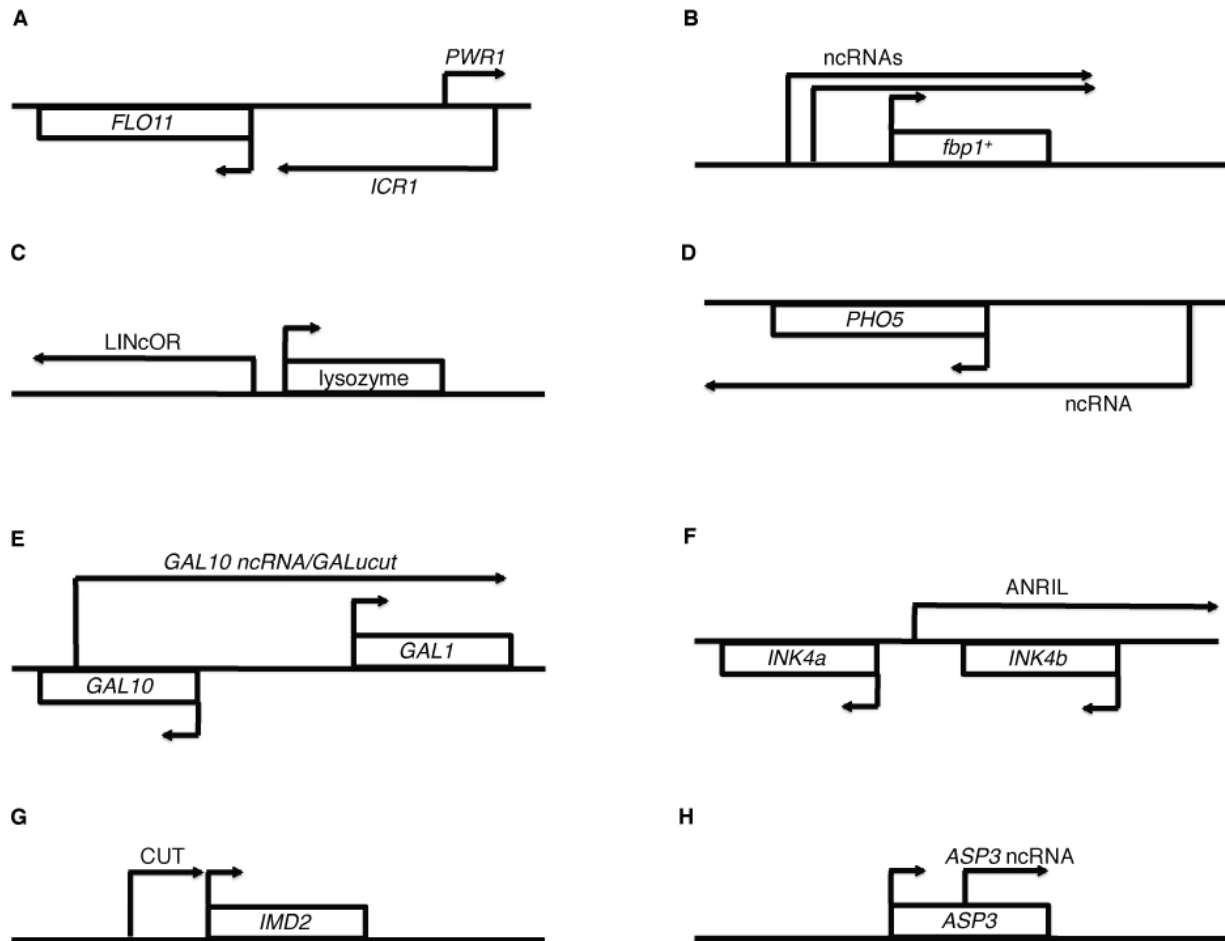 A
PWR1
FLO11
ICR1
B
ncRNAs
fbp1+
C
LINcOR
lysozyme
D
PHO5
ncRNA
E
GAL10 ncRNA/GALucut
GAL1
GAL10
F
ANRIL
INK4a
INK4b
G
CUT
IMD2
H
ASP3 ncRNA
ASP3